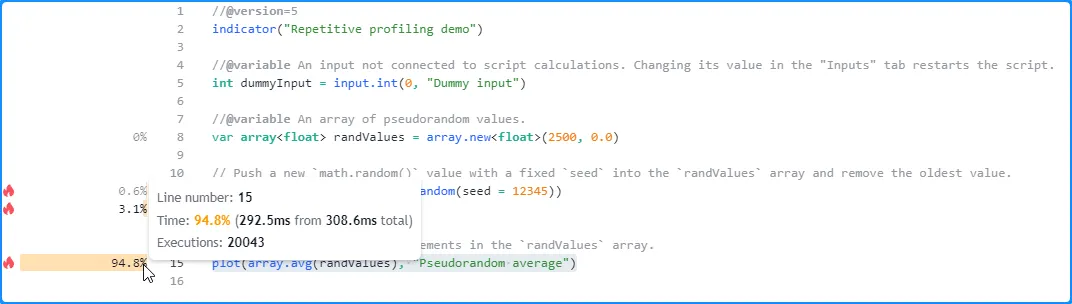 1 //@version=5
2 indicator("Repetitive profiling demo")
3
4 //@variable An input not connected to script calculations. Changing its value in the "Inputs" tab restarts the script.
5 int dummyInput = input.int(0, "Dummy input")
6
7 //@variable An array of pseudorandom values.
0% 8 var array<float> randValues = array.new<float>(2500, 0.0)
9
10 // Push a new `math.random()` value with a fixed `seed` into the `randValues` array and remove the oldest value.
0.6% andom(seed = 12345))
Line number: 15
3.1%
Time: 94.8% (292.5ms from 308.6ms total)
Executions: 20043
ements in the `randValues` array.
94.8% 15 plot(array.avg(randValues), "Pseudorandom average")
16